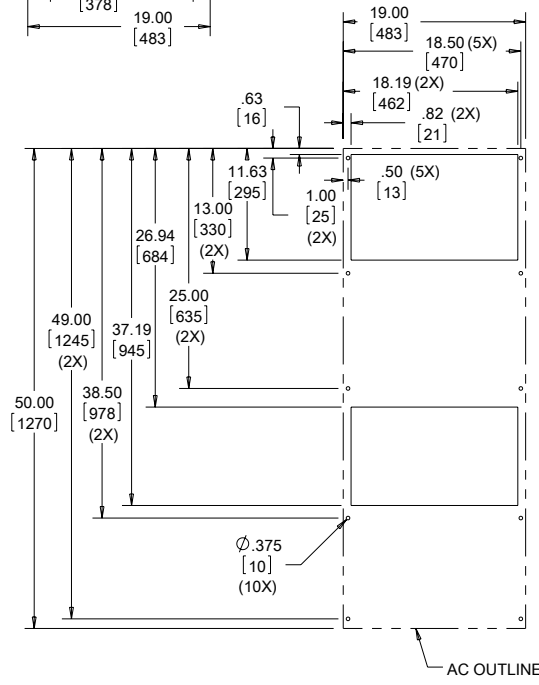 [378]
19.00
[483]
19.00
[483]
18.50 (5X)
[470]
18.19 (2X)
[462]
.63
[16]
.82 (2X)
[21]
11.63
[295]
1.00
[25]
(2X)
.50 (5X)
[13]
13.00
[330]
(2X)
26.94
[684]
25.00
[635]
(2X)
49.00
[1245]
(2X)
37.19
[945]
38.50
[978]
(2X)
50.00
[1270]
Ø.375
[10]
(10X)
AC OUTLINE